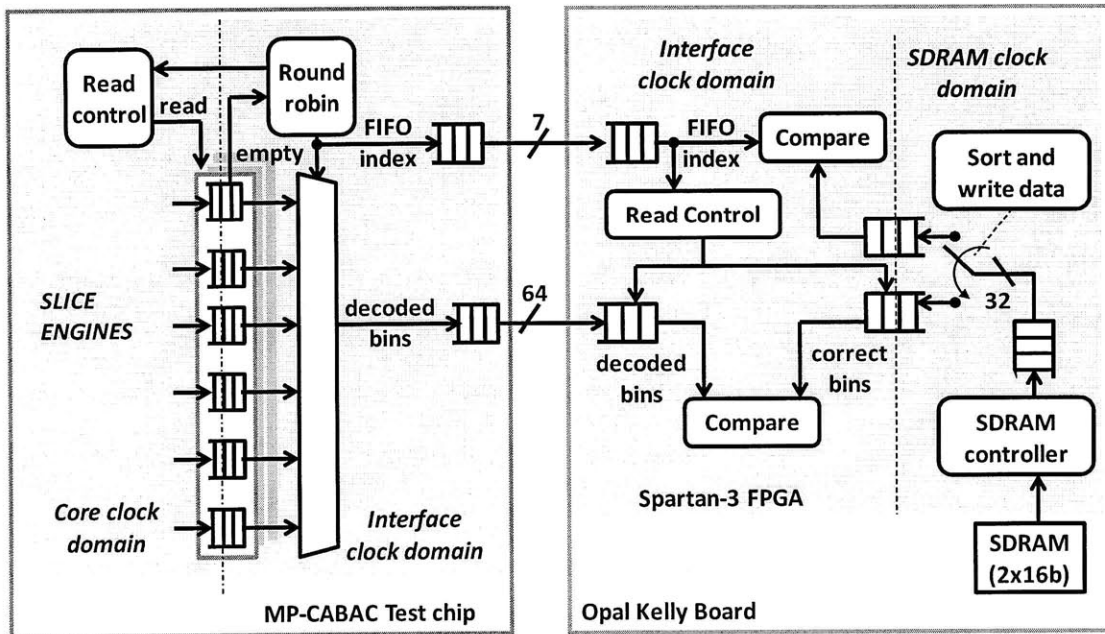 Read
control
read
Round
robin
empty
FIFO
index
7
SLICE
ENGINES
decoded
bins
64
Core clock
domain
Interface
clock domain
MP-CABAC Test chip
Interface
clock domain
SDRAM clock
domain
FIFO
index
Compare
Sort and
write data
Read Control
32
decoded
bins
correct
bins
Compare
SDRAM
controller
Spartan-3 FPGA
SDRAM
(2x16b)
Opal Kelly Board